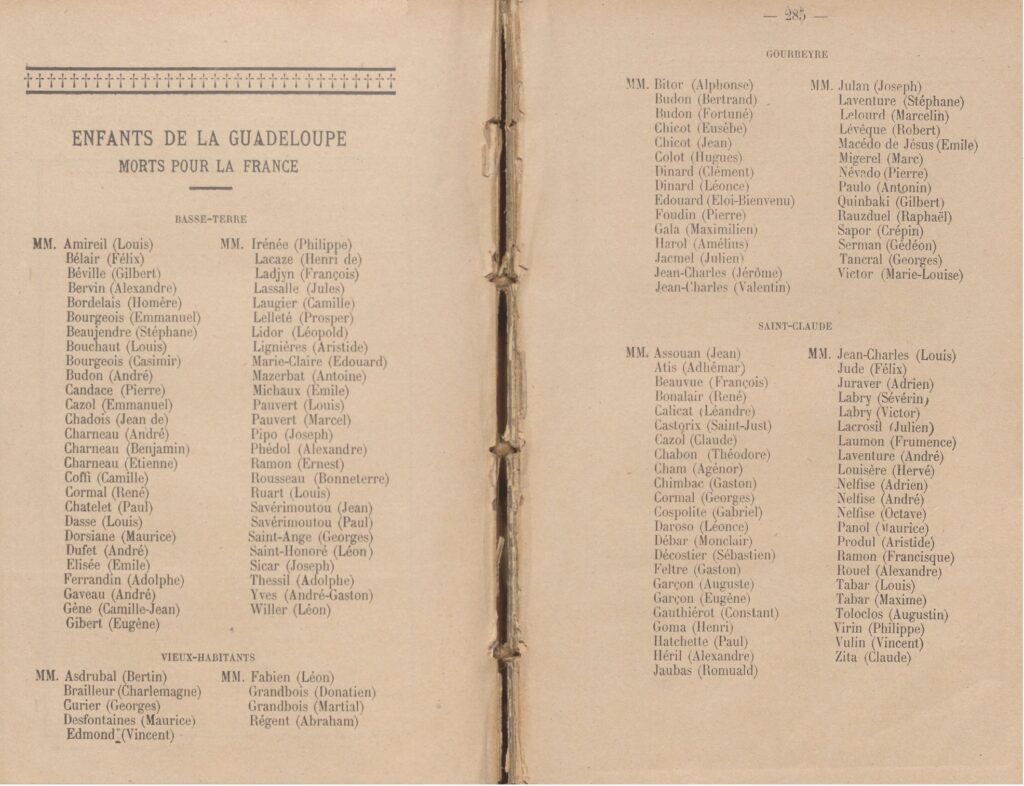 ENFANTS DE LA GUADELOUPE
MORTS POUR LA FRANCE
BASSE-TERRE
MM. Amireil (Louis)
Bélair (Félix)
Béville (Gilbert)
Bervin (Alexandre)
Bordelais (Homère)
Bourgeois (Emmanuel)
Beaujendre (Stéphane)
Bouchaut (Louis)
Bourgeois (Casimir)
Budon (André)
Candace (Pierre)
Cazol (Emmanuel)
Chadois (Jean de)
Charneau (André)
Charneau (Benjamin)
Charneau (Etienne)
Coffi (Camille)
Cormal (René)
Chatelet (Paul)
Dasse (Louis)
Dorsiane (Maurice)
Dufet (André)
Elisée (Emile)
Ferrandin (Adolphe)
Gaveau (André)
Gène (Camille-Jean)
Gibert (Eugène)
MM. Irénée (Philippe)
Lacaze (Henri de)
Ladjyn (François)
Lassalle (Jules)
Laugier (Camille)
Lelleté (Prosper)
Lidor (Léopold)
Lignières (Aristide)
Marie-Claire (Edouard)
Mazerbat (Antoine)
Michaux (Emile)
Pauvert (Louis)
Pauvert (Marcel)
Pipo (Joseph)
Phédol (Alexandre)
Ramon (Ernest)
Rousseau (Bonneterre)
Ruart (Louis)
Savérimoutou (Jean)
Savérimoutou (Paul)
Saint-Ange (Georges)
Saint-Honoré (Léon)
Sicar (Joseph)
Thessil (Adolphe)
Yves (André-Gaston)
Willer (Léon)
VIEUX-HABITANTS
MM. Asdrubal (Bertin)
Brailleur (Charlemagne)
Curier (Georges)
Desfontaines (Maurice)
Edmond (Vincent)
MM. Fabien (Léon)
Grandbois (Donatien)
Grandbois (Martial)
Régent (Abraham)
— 285 —
GOURBEYRE
MM. Bitor (Alphonse)
Budon (Bertrand)
Budon (Fortuné)
Chicot (Eusèbe)
Chicot (Jean)
Colot (Hugues)
Dinard (Clément)
Dinard (Léonce)
Edouard (Eloi-Bienvenu)
Foudin (Pierre)
Gala (Maximilien)
Harol (Amélius)
Jacmel (Julien)
Jean-Charles (Jérôme)
Jean-Charles (Valentin)
MM. Julan (Joseph)
Laventure (Stéphane)
Lelourd (Marcelin)
Lévêque (Robert)
Macédo de Jésus (Emile)
Migerel (Marc)
Névado (Pierre)
Paulo (Antonin)
Quinbaki (Gilbert)
Rauzduel (Raphaël)
Sapor (Crépin)
Serman (Gédéon)
Tancral (Georges)
Victor (Marie-Louise)
SAINT-CLAUDE
MM. Assouan (Jean)
Atis (Adhémar)
Beauvue (François)
Bonalair (René)
Calicat (Léandre)
Castorix (Saint-Just)
Cazol (Claude)
Chabon (Théodore)
Cham (Agénor)
Chimbac (Gaston)
Cormal (Georges)
Cospolite (Gabriel)
Daroso (Léonce)
Débar (Monclair)
Décostier (Sébastien)
Feltre (Gaston)
Garçon (Auguste)
Garçon (Eugène)
Gauthiérot (Constant)
Goma (Henri)
Hatchette (Paul)
Héril (Alexandre)
Jaubas (Romuald)
MM. Jean-Charles (Louis)
Jude (Félix)
Juraver (Adrien)
Labry (Sévérin)
Labry (Victor)
Lacrosil (Julien)
Laumon (Frumence)
Laventure (André)
Louisère (Hervé)
Nelfise (Adrien)
Nelfise (André)
Nelfise (Octave)
Panol (Maurice)
Produl (Aristide)
Ramon (Francisque)
Rouel (Alexandre)
Tabar (Louis)
Tabar (Maxime)
Toloclos (Augustin)
Virin (Philippe)
Vulin (Vincent)
Zita (Claude)